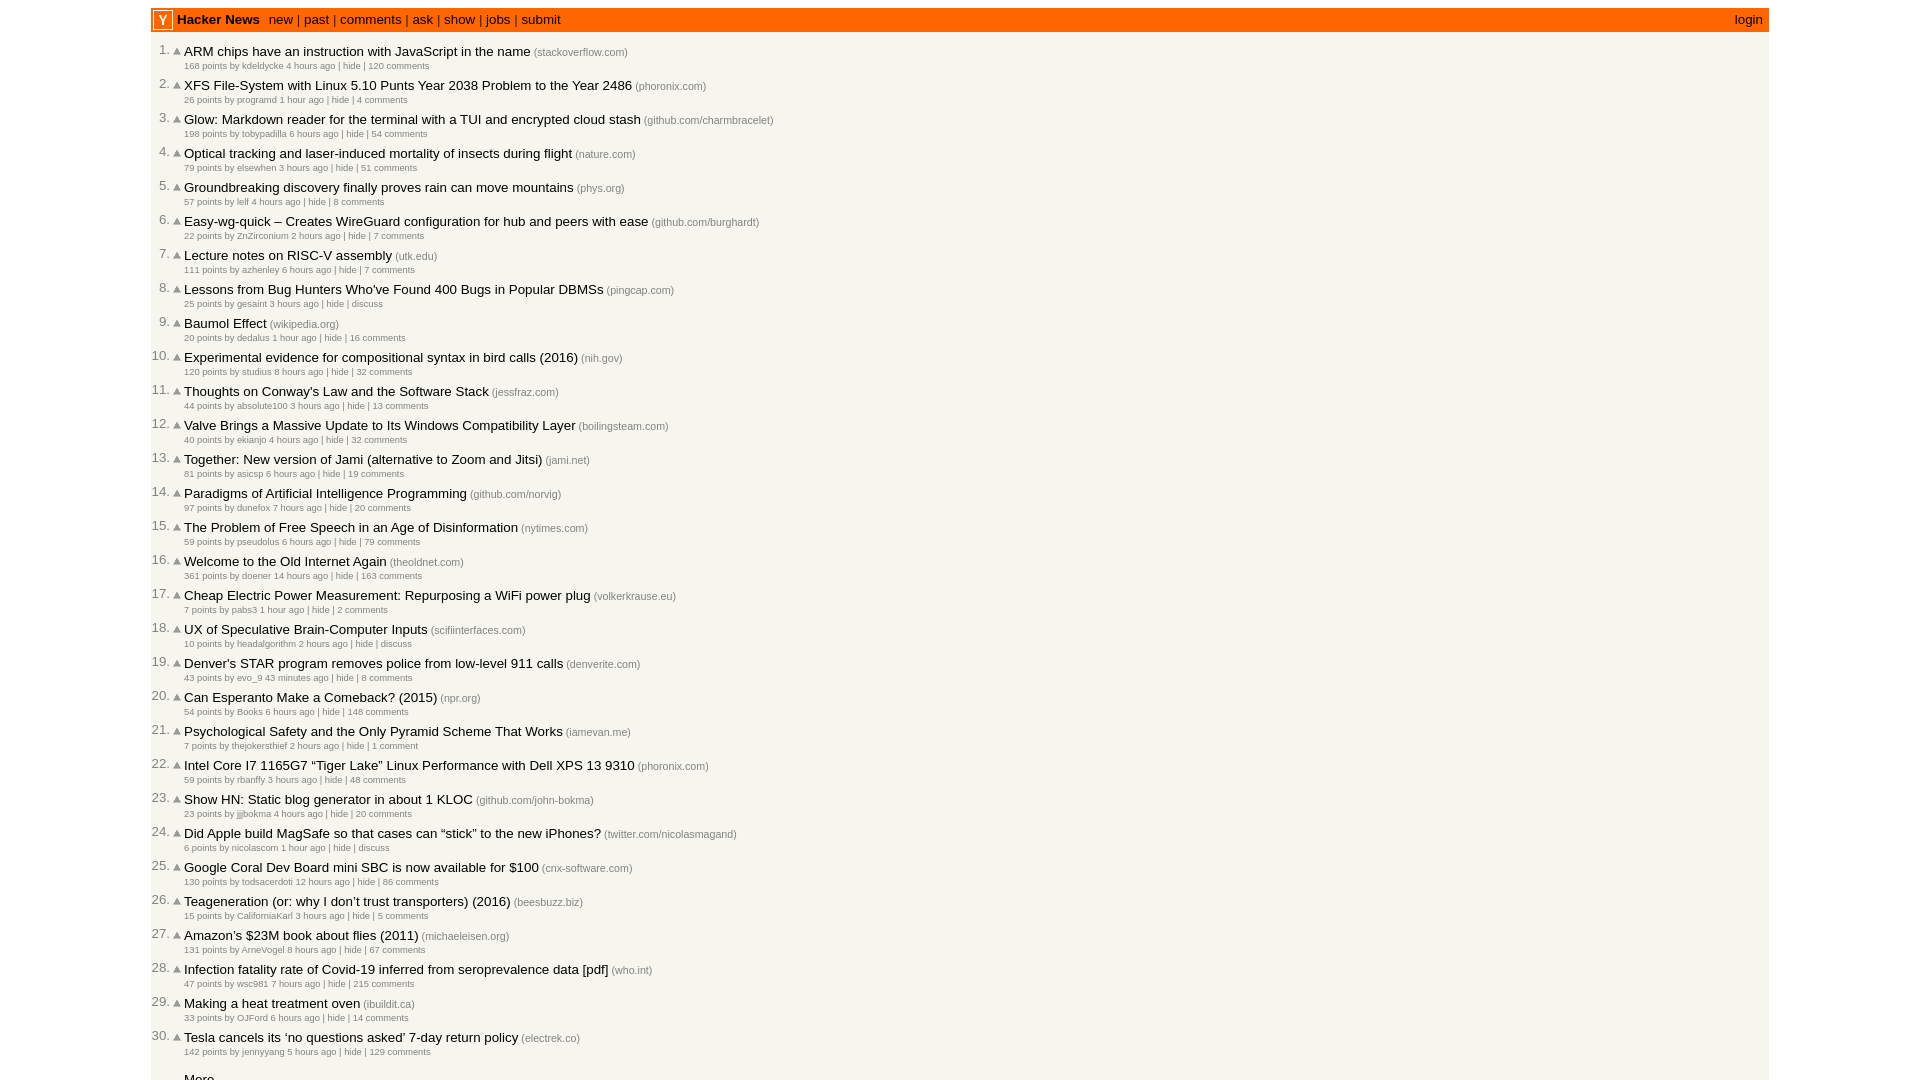 Y Hacker News new | past | comments | ask | show | jobs | submit login
1. ARM chips have an instruction with JavaScript in the name (stackoverflow.com)
168 points by kdeldycke 4 hours ago | hide | 120 comments
2. XFS File-System with Linux 5.10 Punts Year 2038 Problem to the Year 2486 (phoronix.com)
26 points by programd 1 hour ago | hide | 4 comments
3. Glow: Markdown reader for the terminal with a TUI and encrypted cloud stash (github.com/charmbracelet)
198 points by tobypadilla 6 hours ago | hide | 54 comments
4. Optical tracking and laser-induced mortality of insects during flight (nature.com)
79 points by elsewhen 3 hours ago | hide | 51 comments
5. Groundbreaking discovery finally proves rain can move mountains (phys.org)
57 points by lelf 4 hours ago | hide | 8 comments
6. Easy-wg-quick – Creates WireGuard configuration for hub and peers with ease (github.com/burghardt)
22 points by ZnZirconium 2 hours ago | hide | 7 comments
7. Lecture notes on RISC-V assembly (utk.edu)
111 points by azhenley 6 hours ago | hide | 7 comments
8. Lessons from Bug Hunters Who've Found 400 Bugs in Popular DBMSs (pingcap.com)
25 points by gesaint 3 hours ago | hide | discuss
9. Baumol Effect (wikipedia.org)
20 points by dedalus 1 hour ago | hide | 16 comments
10. Experimental evidence for compositional syntax in bird calls (2016) (nih.gov)
120 points by studius 8 hours ago | hide | 32 comments
11. Thoughts on Conway's Law and the Software Stack (jessfraz.com)
44 points by absolute100 3 hours ago | hide | 13 comments
12. Valve Brings a Massive Update to Its Windows Compatibility Layer (boilingsteam.com)
40 points by ekianjo 4 hours ago | hide | 32 comments
13. Together: New version of Jami (alternative to Zoom and Jitsi) (jami.net)
81 points by asicsp 6 hours ago | hide | 19 comments
14. Paradigms of Artificial Intelligence Programming (github.com/norvig)
97 points by dunefox 7 hours ago | hide | 20 comments
15. The Problem of Free Speech in an Age of Disinformation (nytimes.com)
59 points by pseudolus 6 hours ago | hide | 79 comments
16. Welcome to the Old Internet Again (theoldnet.com)
361 points by doener 14 hours ago | hide | 163 comments
17. Cheap Electric Power Measurement: Repurposing a WiFi power plug (volkerkrause.eu)
7 points by pabs3 1 hour ago | hide | 2 comments
18. UX of Speculative Brain-Computer Inputs (scifiinterfaces.com)
10 points by headalgorithm 2 hours ago | hide | discuss
19. Denver's STAR program removes police from low-level 911 calls (denverite.com)
43 points by evo_9 43 minutes ago | hide | 8 comments
20. Can Esperanto Make a Comeback? (2015) (npr.org)
54 points by Books 6 hours ago | hide | 148 comments
21. Psychological Safety and the Only Pyramid Scheme That Works (iamevan.me)
7 points by thejokersthief 2 hours ago | hide | 1 comment
22. Intel Core I7 1165G7 “Tiger Lake” Linux Performance with Dell XPS 13 9310 (phoronix.com)
59 points by rbanffy 3 hours ago | hide | 48 comments
23. Show HN: Static blog generator in about 1 KLOC (github.com/john-bokma)
23 points by jjjbokma 4 hours ago | hide | 20 comments
24. Did Apple build MagSafe so that cases can “stick” to the new iPhones? (twitter.com/nicolasmagand)
6 points by nicolascom 1 hour ago | hide | discuss
25. Google Coral Dev Board mini SBC is now available for $100 (cnx-software.com)
130 points by todsacerdoti 12 hours ago | hide | 86 comments
26. Teageneration (or: why I don’t trust transporters) (2016) (beesbuzz.biz)
15 points by CaliforniaKarl 3 hours ago | hide | 5 comments
27. Amazon’s $23M book about flies (2011) (michaeleisen.org)
131 points by ArneVogel 8 hours ago | hide | 67 comments
28. Infection fatality rate of Covid-19 inferred from seroprevalence data [pdf] (who.int)
47 points by wsc981 7 hours ago | hide | 215 comments
29. Making a heat treatment oven (ibuildit.ca)
33 points by OJFord 6 hours ago | hide | 14 comments
30. Tesla cancels its ‘no questions asked’ 7-day return policy (electrek.co)
142 points by jennyyang 5 hours ago | hide | 129 comments
More